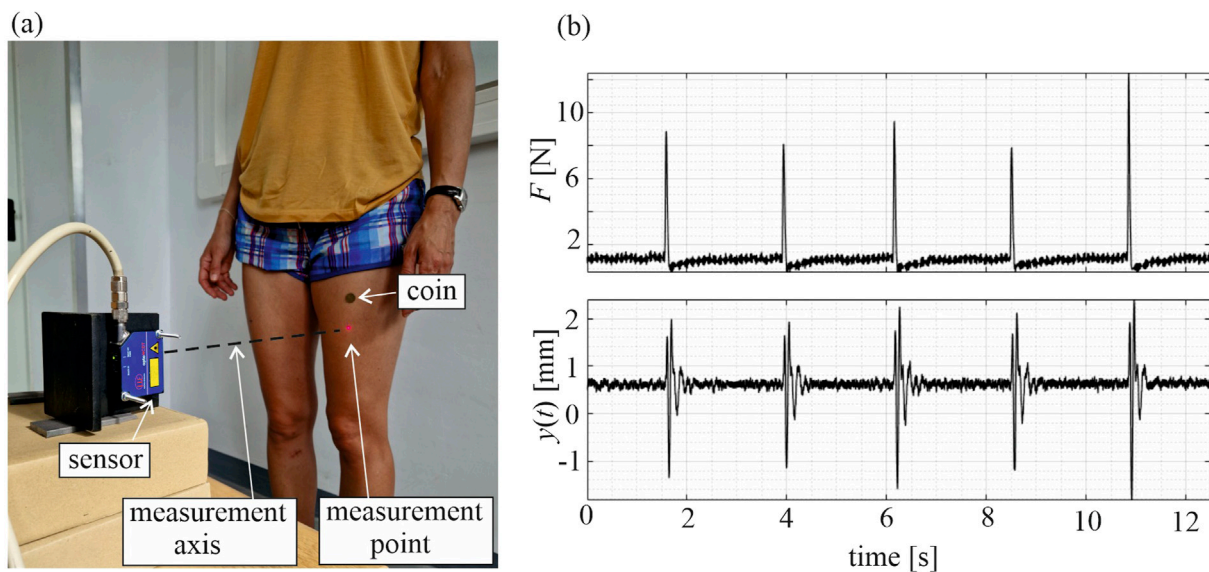 (a)
coin
sensor
measurement
axis
measurement
point
(b)
F [N]
10
6
2
y(t) [mm]
2
1
0
-1
0
2
4
6
8
10
12
time [s]